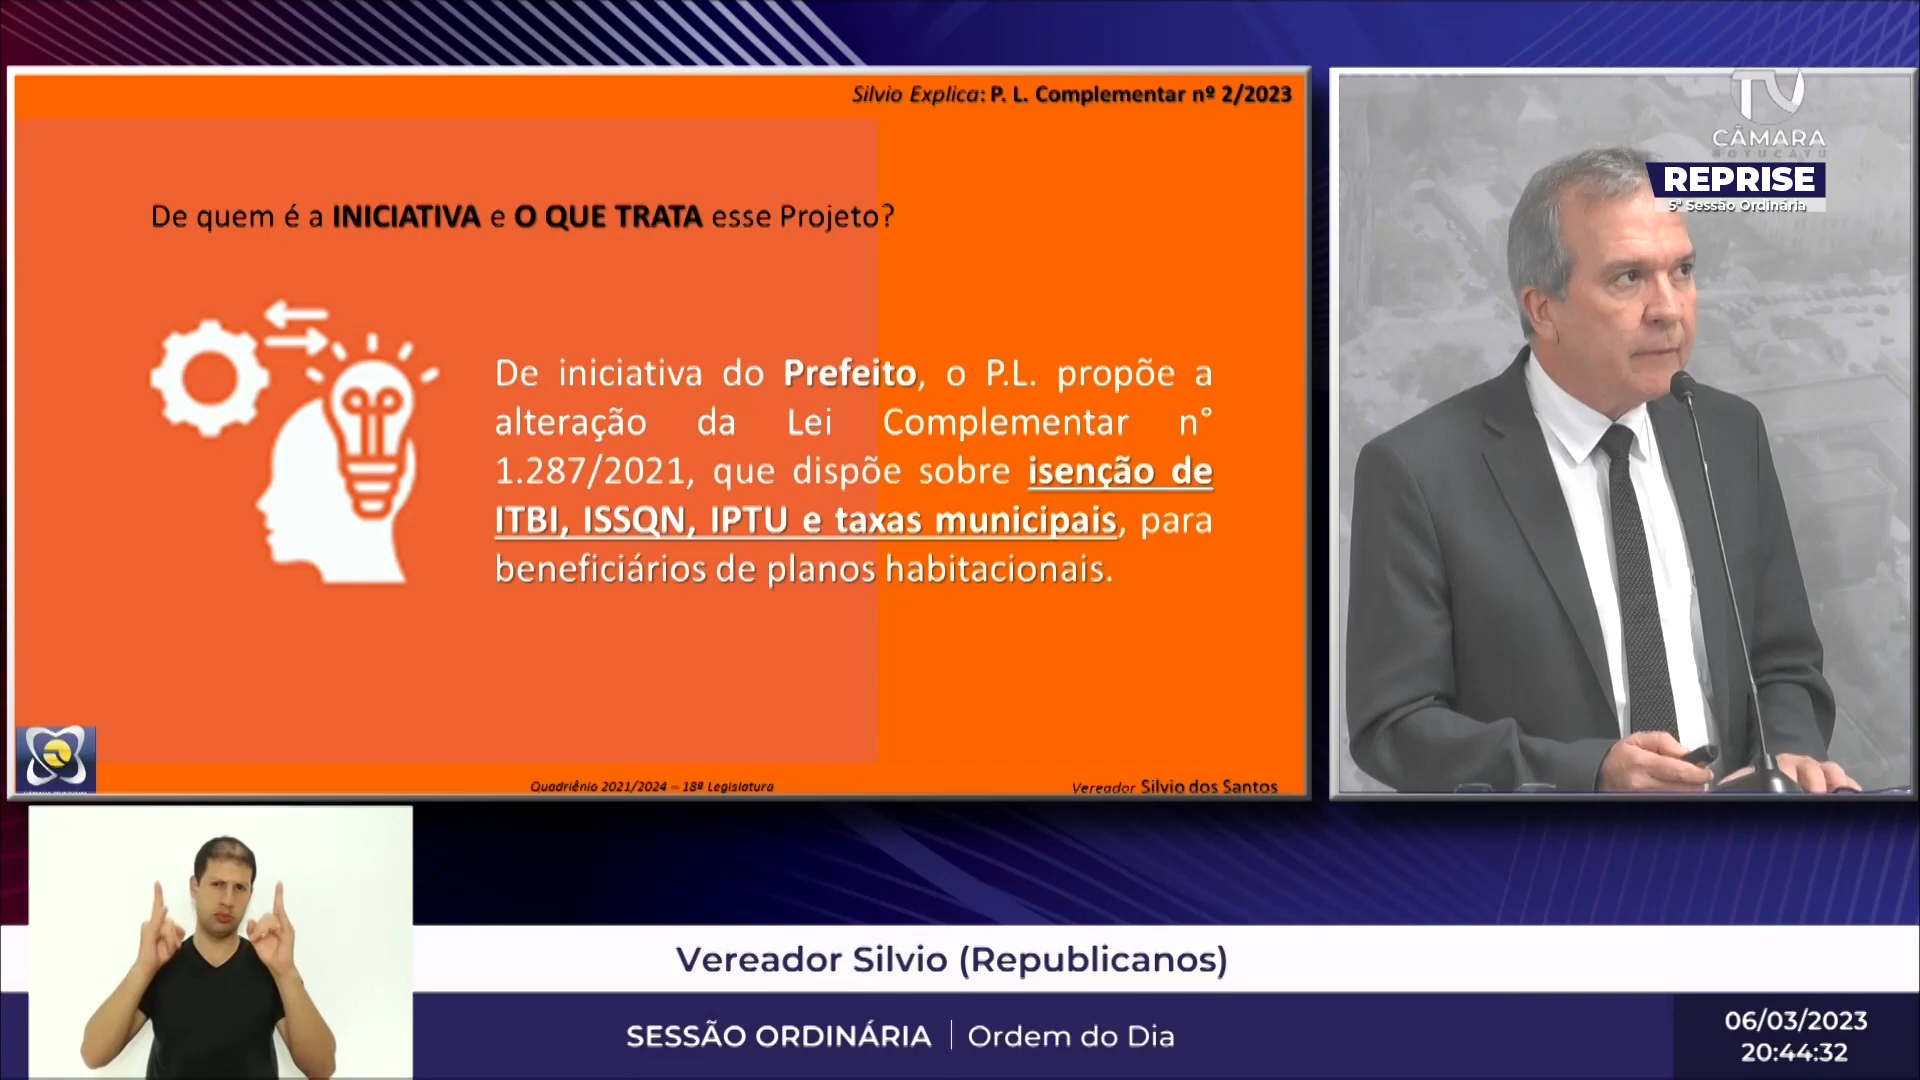 Silvio Explica: P. L. Complementar nº 2/2023
De quem é a INICIATIVA e O QUE TRATA esse Projeto?
De iniciativa do Prefeito, o P.L. propõe a
alteração da Lei Complementar n°
1.287/2021, que dispõe sobre isenção de
ITBI, ISSQN, IPTU e taxas municipais, para
beneficiários de planos habitacionais.
Quadriênio 2021/2024 – 18ª Legislatura
Vereador Silvio dos Santos
TV
CÂMARA
BOTUCATU
REPRISE
5ª Sessão Ordinária
Vereador Silvio (Republicanos)
SESSÃO ORDINÁRIA | Ordem do Dia
06/03/2023
20:44:32